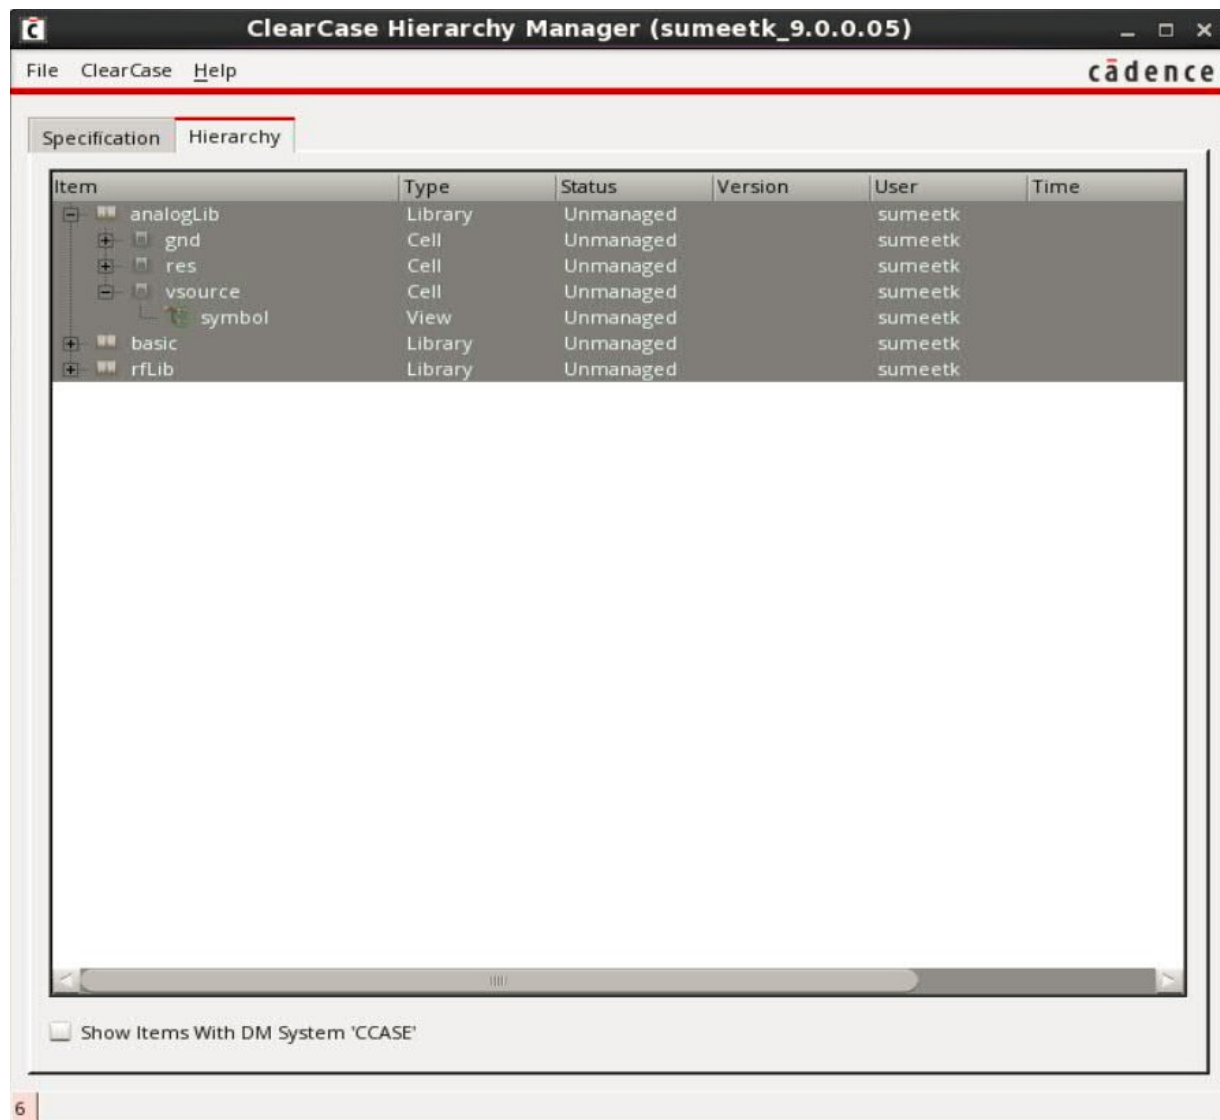 ClearCase Hierarchy Manager (sumeetk_9.0.0.05)
File ClearCase Help cādence
Specification Hierarchy
Item Type Status Version User Time
analogLib Library Unmanaged sumeetk
gnd Cell Unmanaged sumeetk
res Cell Unmanaged sumeetk
vsource Cell Unmanaged sumeetk
symbol View Unmanaged sumeetk
basic Library Unmanaged sumeetk
rfLib Library Unmanaged sumeetk
Show Items With DM System 'CCASE'
6